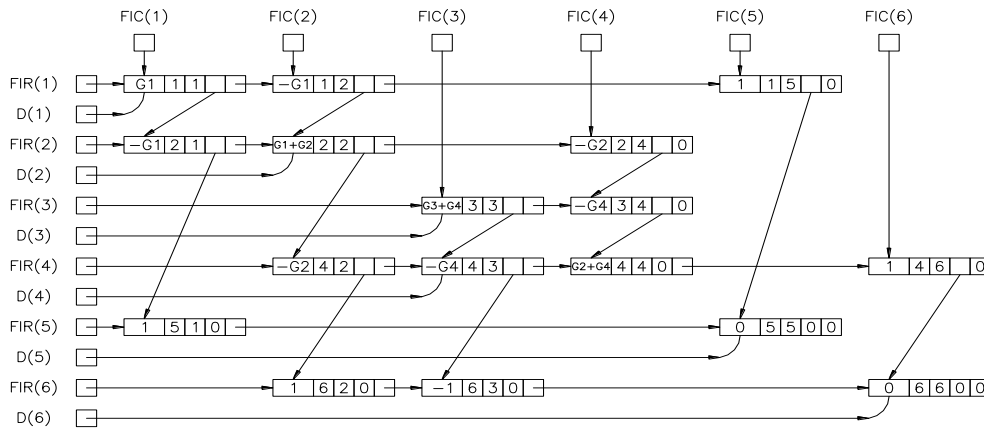 FIC(1) FIC(2) FIC(3) FIC(4) FIC(5) FIC(6)
FIR(1) G1 1 1 -G1 1 2 1 1 5 0
D(1)
FIR(2) -G1 2 1 G1+G2 2 2 -G2 2 4 0
D(2)
FIR(3) G3+G4 3 3 -G4 3 4 0
D(3)
FIR(4) -G2 4 2 -G4 4 3 G2+G4 4 4 0 1 4 6 0
D(4)
FIR(5) 1 5 1 0 0 5 5 0 0
D(5)
FIR(6) 1 6 2 0 -1 6 3 0 0 6 6 0 0
D(6)